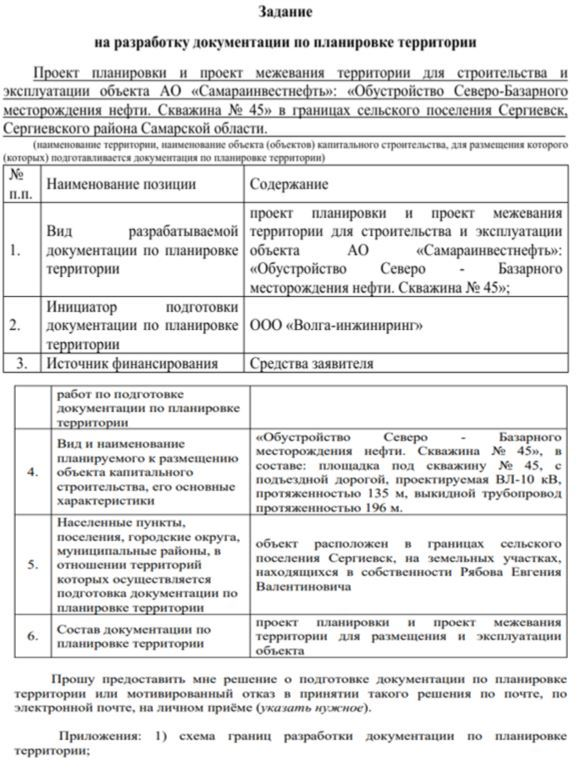 Задание
на разработку документации по планировке территории
Проект планировки и проект межевания территории для строительства и
эксплуатации объекта АО «Самараинвестнефть»: «Обустройство Северо-Базарного
месторождения нефти. Скважина № 45» в границах сельского поселения Сергиевск,
Сергиевского района Самарской области.
(наименование территории, наименование объекта (объектов) капитального строительства, для размещения которого
(которых) подготавливается документация по планировке территории)
№
п.п.
Наименование позиции
Содержание
1.
Вид разрабатываемой
документации по планировке
территории
проект планировки и проект межевания
территории для строительства и эксплуатации
объекта АО «Самараинвестнефть»:
«Обустройство Северо - Базарного
месторождения нефти. Скважина № 45»;
2.
Инициатор подготовки
документации по планировке
территории
ООО «Волга-инжиниринг»
3.
Источник финансирования
Средства заявителя
работ по подготовке
документации по планировке
территории
4.
Вид и наименование
планируемого к размещению
объекта капитального
строительства, его основные
характеристики
«Обустройство Северо - Базарного
месторождения нефти. Скважина № 45», в
составе: площадка под скважину № 45, с
подъездной дорогой, проектируемая ВЛ-10 кВ,
протяженностью 135 м, выкидной трубопровод
протяженностью 196 м.
5.
Населенные пункты,
поселения, городские округа,
муниципальные районы, в
отношении территорий
которых осуществляется
подготовка документации по
планировке территории
объект расположен в границах сельского
поселения Сергиевск, на земельных участках,
находящихся в собственности Рябова Евгения
Валентиновича
6.
Состав документации по
планировке территории
проект планировки и проект межевания
территории для размещения и эксплуатации
объекта
Прошу предоставить мне решение о подготовке документации по планировке
территории или мотивированный отказ в принятии такого решения по почте, по
электронной почте, на личном приёме (указать нужное).
Приложения: 1) схема границ разработки документации по планировке
территории;